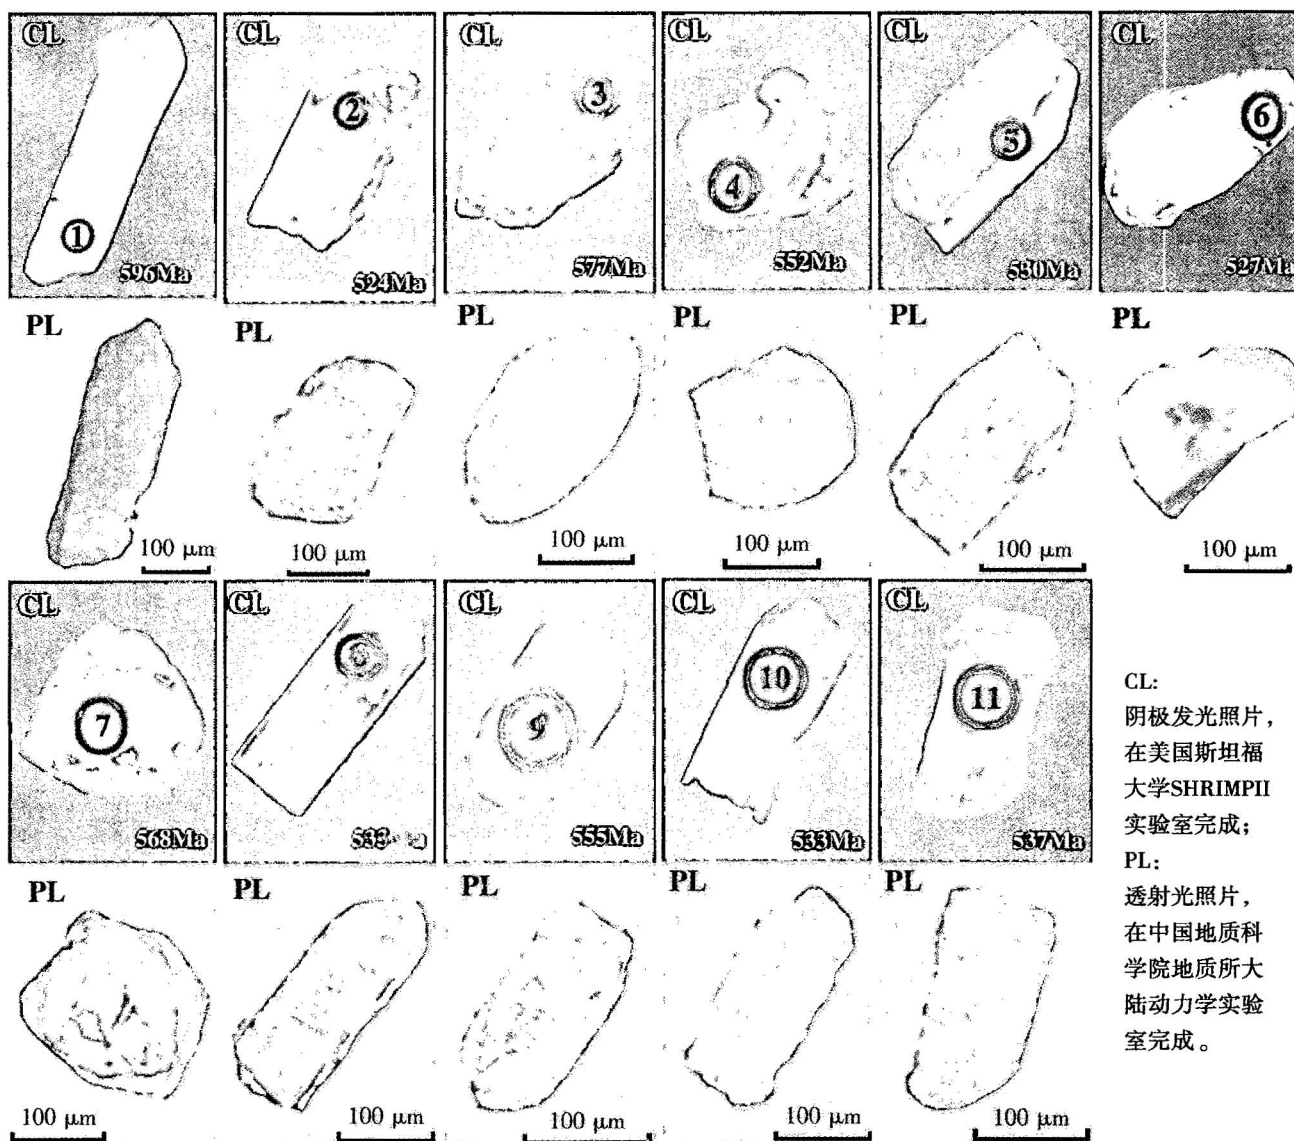 CL CL CL CL CL CL
1 2 3 4 5 6
596Ma 524Ma 577Ma 552Ma 530Ma 527Ma
PL PL PL PL PL PL
100 μm 100 μm 100 μm 100 μm 100 μm 100 μm
CL CL CL CL CL
7 8 9 10 11
568Ma 555Ma 533Ma 537Ma
PL PL PL PL PL
100 μm 100 μm 100 μm 100 μm 100 μm
CL:
阴极发光照片,
在美国斯坦福
大学SHRIMPII
实验室完成;
PL:
透射光照片,
在中国地质科
学院地质所大
陆动力学实验
室完成。